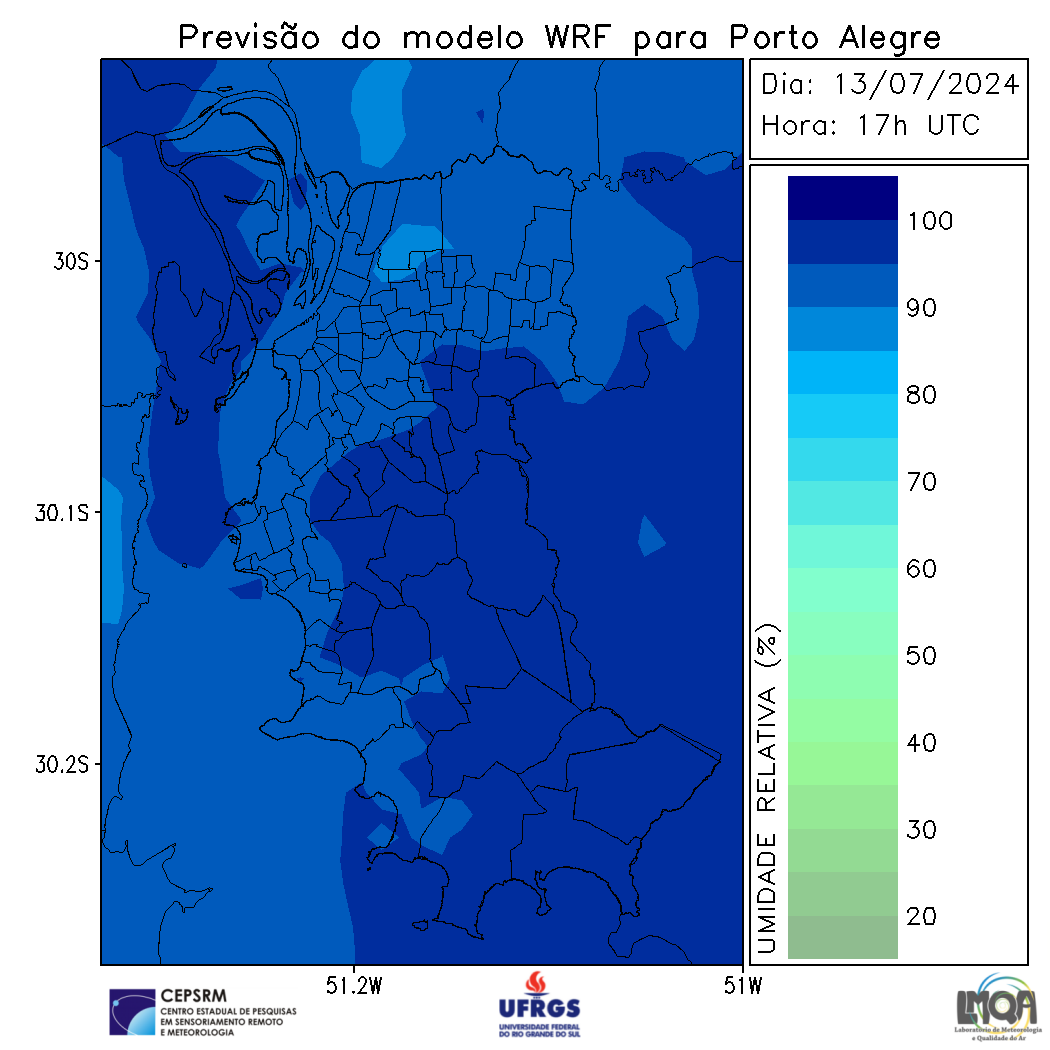 Previsão do modelo WRF para Porto Alegre
Dia: 13/07/2024
Hora: 17h UTC
30S
30.1S
30.2S
51.2W
51W
100
90
80
70
60
50
40
30
20
UMIDADE RELATIVA (%)
CEPSRM
CENTRO ESTADUAL DE PESQUISAS
EM SENSORIAMENTO REMOTO
E METEOROLOGIA
UFRGS
UNIVERSIDADE FEDERAL
DO RIO GRANDE DO SUL
LMQA
Laboratório de Meteorologia
e Qualidade do Ar